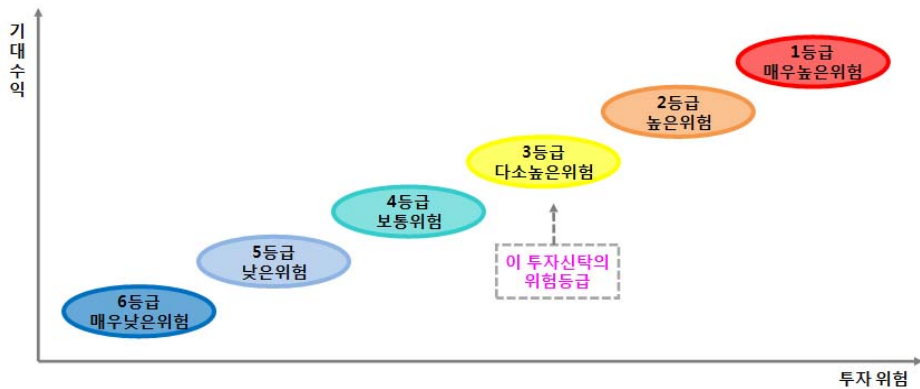 기대수익
1등급
매우높은위험
2등급
높은위험
3등급
다소높은위험
4등급
보통위험
5등급
낮은위험
이 투자신탁의
위험등급
6등급
매우낮은위험
투자 위험